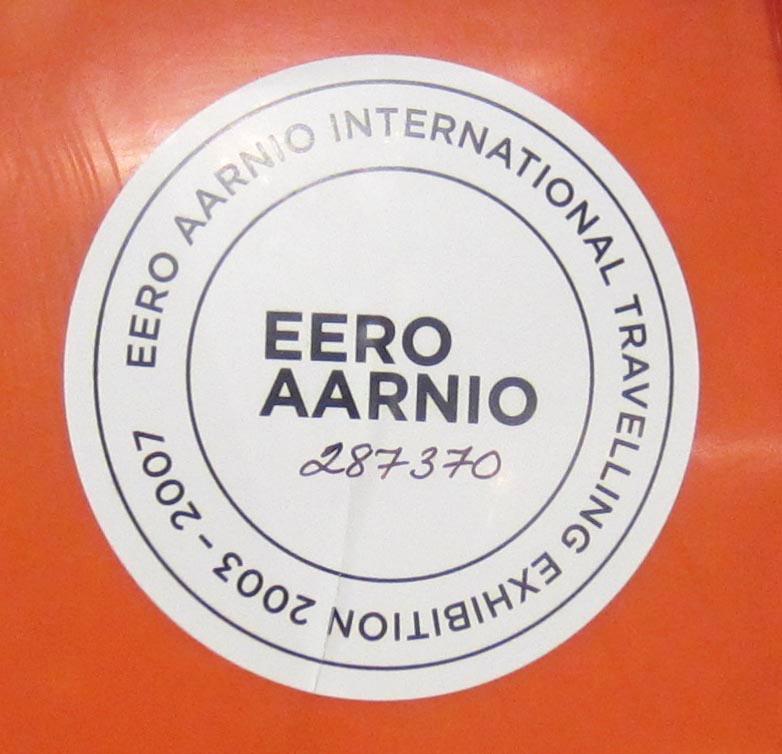 EERO AARNIO INTERNATIONAL TRAVELLING EXHIBITION 2003-2007
EERO
AARNIO
287370